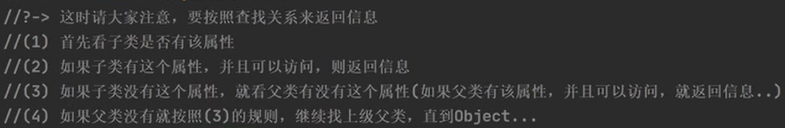 //?-> 这时请大家注意，要按照查找关系来返回信息
//(1) 首先看子类是否有该属性
//(2) 如果子类有这个属性，并且可以访问，则返回信息
//(3) 如果子类没有这个属性，就看父类有没有这个属性(如果父类有该属性，并且可以访问，就返回信息..)
//(4) 如果父类没有就按照(3)的规则，继续找上级父类，直到Object...